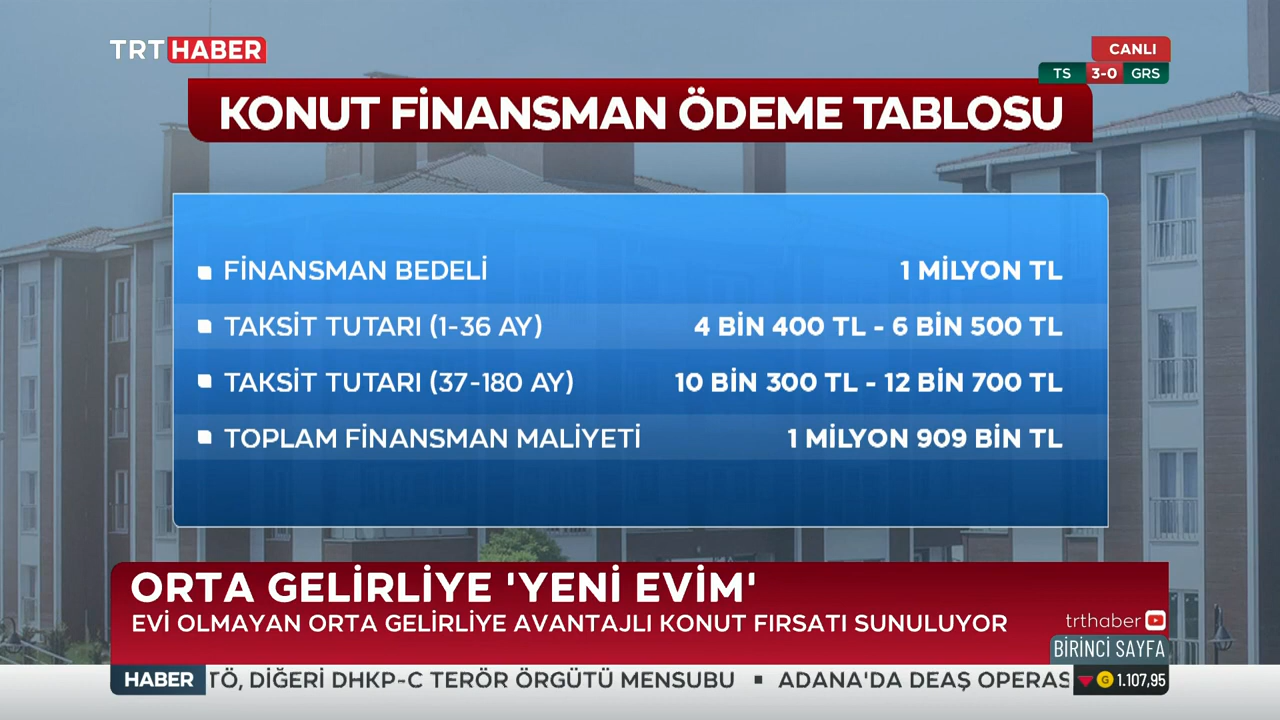 TRT HABER
CANLI
TS 3-0 GRS
KONUT FİNANSMAN ÖDEME TABLOSU
FİNANSMAN BEDELİ 1 MİLYON TL
TAKSİT TUTARI (1-36 AY) 4 BİN 400 TL - 6 BİN 500 TL
TAKSİT TUTARI (37-180 AY) 10 BİN 300 TL - 12 BİN 700 TL
TOPLAM FİNANSMAN MALİYETİ 1 MİLYON 909 BİN TL
ORTA GELİRLİYE 'YENİ EVİM'
EVİ OLMAYAN ORTA GELİRLİYE AVANTAJLI KONUT FIRSATI SUNULUYOR
trthaber
BİRİNCİ SAYFA
HABER TÖ, DİĞERİ DHKP-C TERÖR ÖRGÜTÜ MENSUBU ▪ ADANA'DA DEAŞ OPERAS G 1.107,95